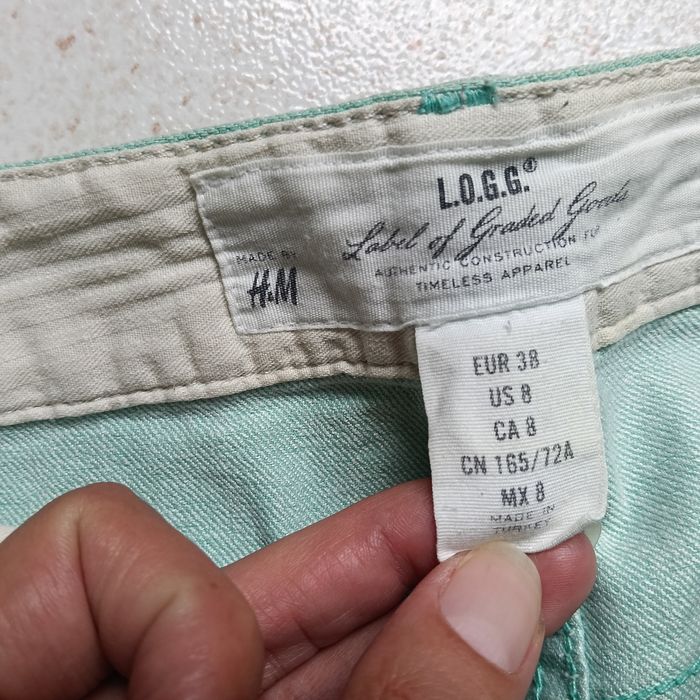 L.O.G.G.®
Label of Graded Goods
MADE BY
H&M
AUTHENTIC CONSTRUCTION FOR
TIMELESS APPAREL
EUR 38
US 8
CA 8
CN 165/72A
MX 8
MADE IN
TURKEY